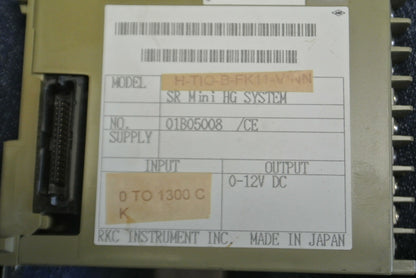 MODEL H-TIO-B-FK11-V*NN
SR Mini HG SYSTEM
NO. 01B05008 /CE
SUPPLY
INPUT OUTPUT
0 TO 1300 C 0-12V DC
K
RKC INSTRUMENT INC. MADE IN JAPAN